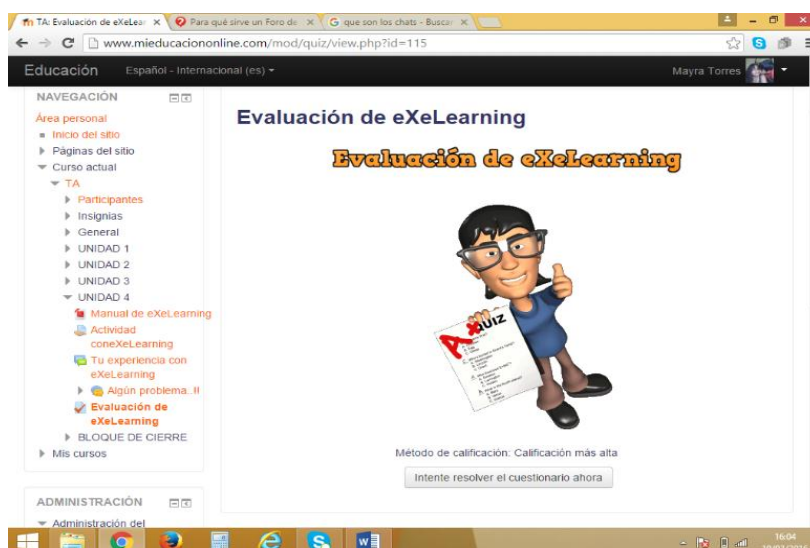 TA: Evaluación de eXeLear
Para qué sirve un Foro de
que son los chats - Buscar
www.mieducaciononline.com/mod/quiz/view.php?id=115
Educación
Español - Internacional (es)
Mayra Torres
NAVEGACIÓN
Área personal
Inicio del sitio
Páginas del sitio
Curso actual
TA
Participantes
Insignias
General
UNIDAD 1
UNIDAD 2
UNIDAD 3
UNIDAD 4
Manual de eXeLearning
Actividad
coneXeLearning
Tu experiencia con
eXeLearning
Algún problema..!!
Evaluación de
eXeLearning
BLOQUE DE CIERRE
Mis cursos
ADMINISTRACIÓN
Administración del
Evaluación de eXeLearning
Evaluación de eXeLearning
A+
QUIZ
Método de calificación: Calificación más alta
Intente resolver el cuestionario ahora
16:04